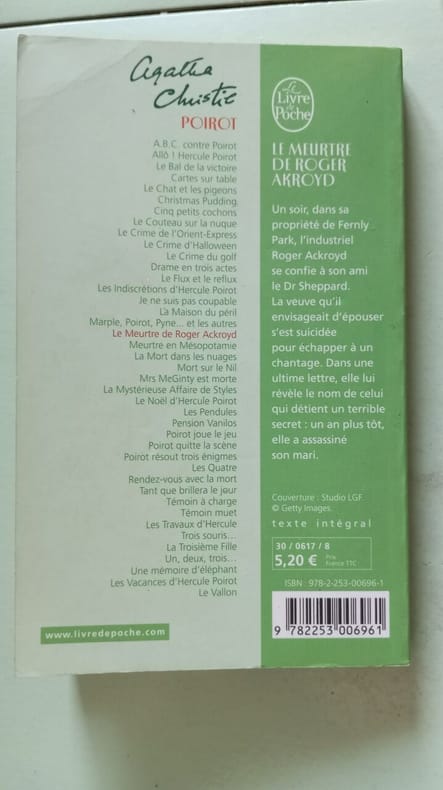 Agatha
Christie
POIROT
A.B.C. contre Poirot
Allô ! Hercule Poirot
Le Bal de la victoire
Cartes sur table
Le Chat et les pigeons
Christmas Pudding
Cinq petits cochons
Le Couteau sur la nuque
Le Crime de l'Orient-Express
Le Crime d'Halloween
Le Crime du golf
Drame en trois actes
Le Flux et le reflux
Les Indiscrétions d'Hercule Poirot
Je ne suis pas coupable
La Maison du péril
Marple, Poirot, Pyne... et les autres
Le Meurtre de Roger Ackroyd
Meurtre en Mésopotamie
La Mort dans les nuages
Mort sur le Nil
Mrs McGinty est morte
La Mystérieuse Affaire de Styles
Le Noël d'Hercule Poirot
Les Pendules
Pension Vanilos
Poirot joue le jeu
Poirot quitte la scène
Poirot résout trois énigmes
Les Quatre
Rendez-vous avec la mort
Tant que brillera le jour
Témoin à charge
Témoin muet
Les Travaux d'Hercule
Trois souris...
La Troisième Fille
Un, deux, trois...
Une mémoire d'éléphant
Les Vacances d'Hercule Poirot
Le Vallon
www.livredepoche.com
Le
Livre
de
Poche
LE MEURTRE
DE ROGER
AKROYD
Un soir, dans sa
propriété de Fernly
Park, l'industriel
Roger Ackroyd
se confie à son ami
le Dr Sheppard.
La veuve qu'il
envisageait d'épouser
s'est suicidée
pour échapper à un
chantage. Dans une
ultime lettre, elle lui
révèle le nom de celui
qui détient un terrible
secret : un an plus tôt,
elle a assassiné
son mari.
Couverture : Studio LGF
© Getty Images.
texte intégral
30 / 0617 / 8
5,20 € Prix
France TTC
ISBN : 978-2-253-00696-1
9 782253 006961